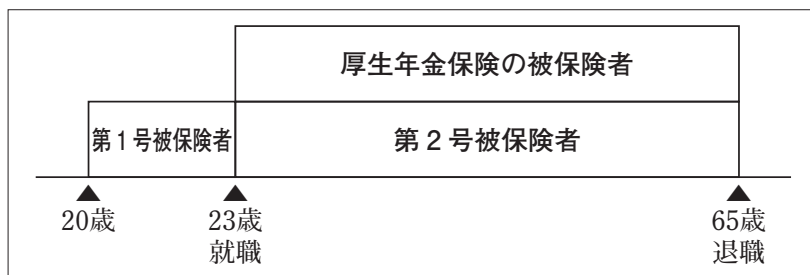 厚生年金保険の被保険者
第1号被保険者
第2号被保険者
20歳
23歳
就職
65歳
退職